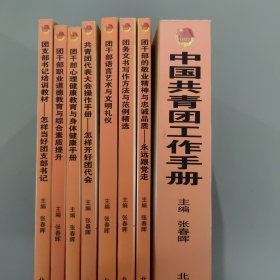 团支部书记培训教材——怎样当好团支部书记
主编 张春晖
团干部职业道德教育与综合素质提升
主编 张春晖
团干部心理健康教育与身体健康手册
主编 张春晖
共青团代表大会操作手册——怎样开好团代会
主编 张春晖
团干部语言艺术与文明礼仪
主编 张春晖
团务文书写作方法与范例精选
主编 张春晖
团干部的敬业精神与忠诚品质——永远跟党走
主编 张春晖
北
中国共青团工作手册
主编 张春晖
北